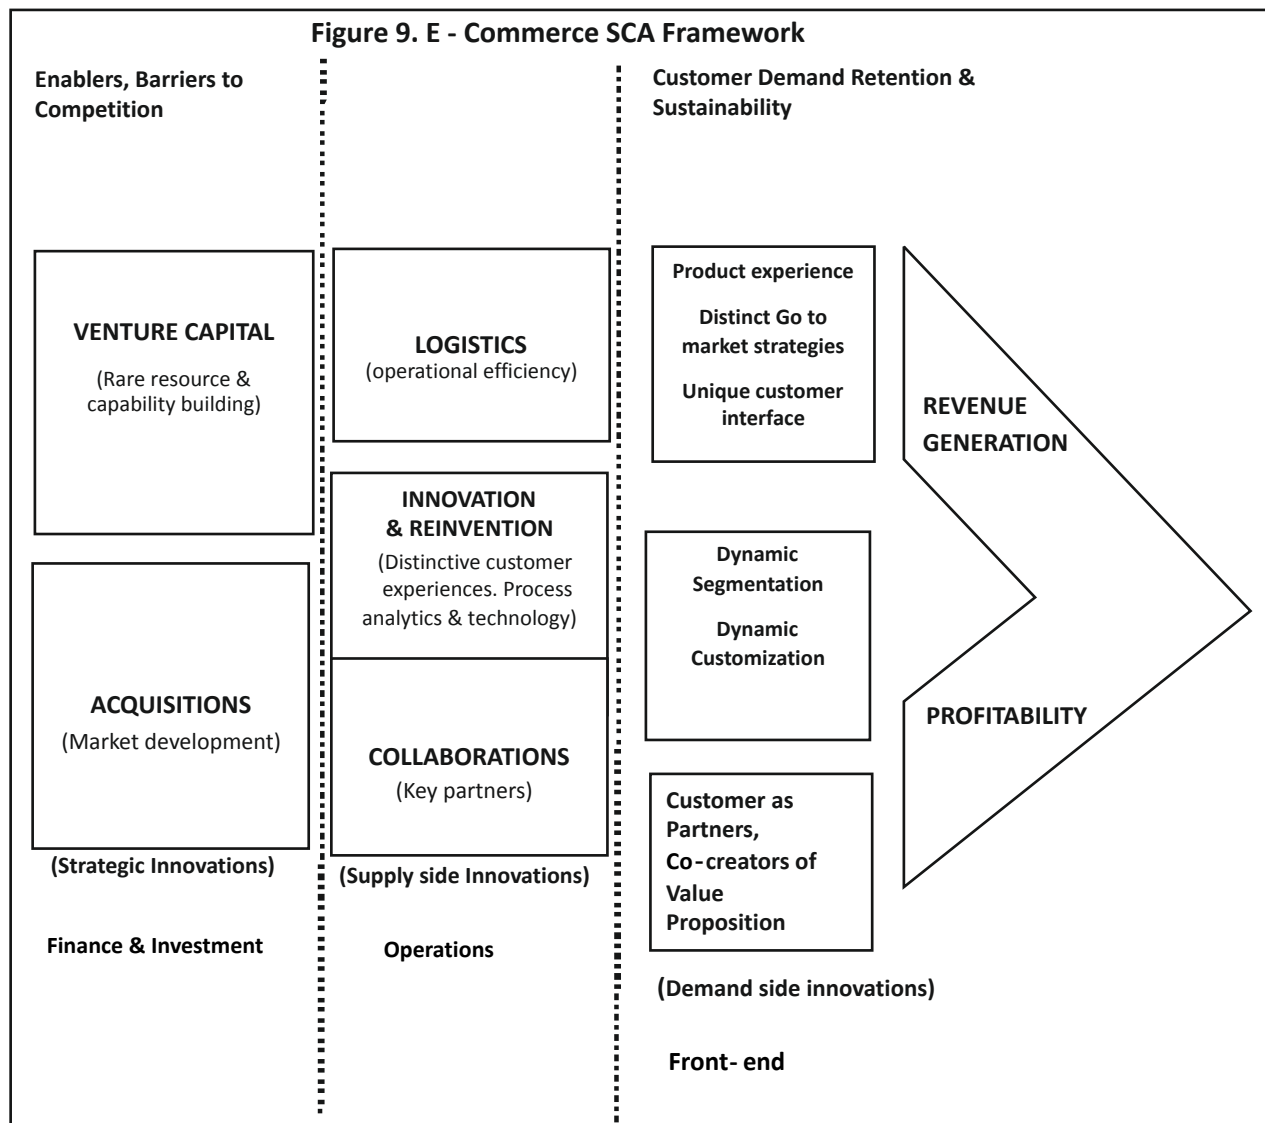 Figure 9. E - Commerce SCA Framework
Enablers, Barriers to
Competition
Customer Demand Retention &
Sustainability
VENTURE CAPITAL
(Rare resource &
capability building)
ACQUISITIONS
(Market development)
(Strategic Innovations)
Finance & Investment
LOGISTICS
(operational efficiency)
INNOVATION
& REINVENTION
(Distinctive customer
experiences. Process
analytics & technology)
COLLABORATIONS
(Key partners)
(Supply side Innovations)
Operations
Product experience
Distinct Go to
market strategies
Unique customer
interface
Dynamic
Segmentation
Dynamic
Customization
Customer as
Partners,
Co-creators of
Value
Proposition
(Demand side innovations)
Front- end
REVENUE
GENERATION
PROFITABILITY